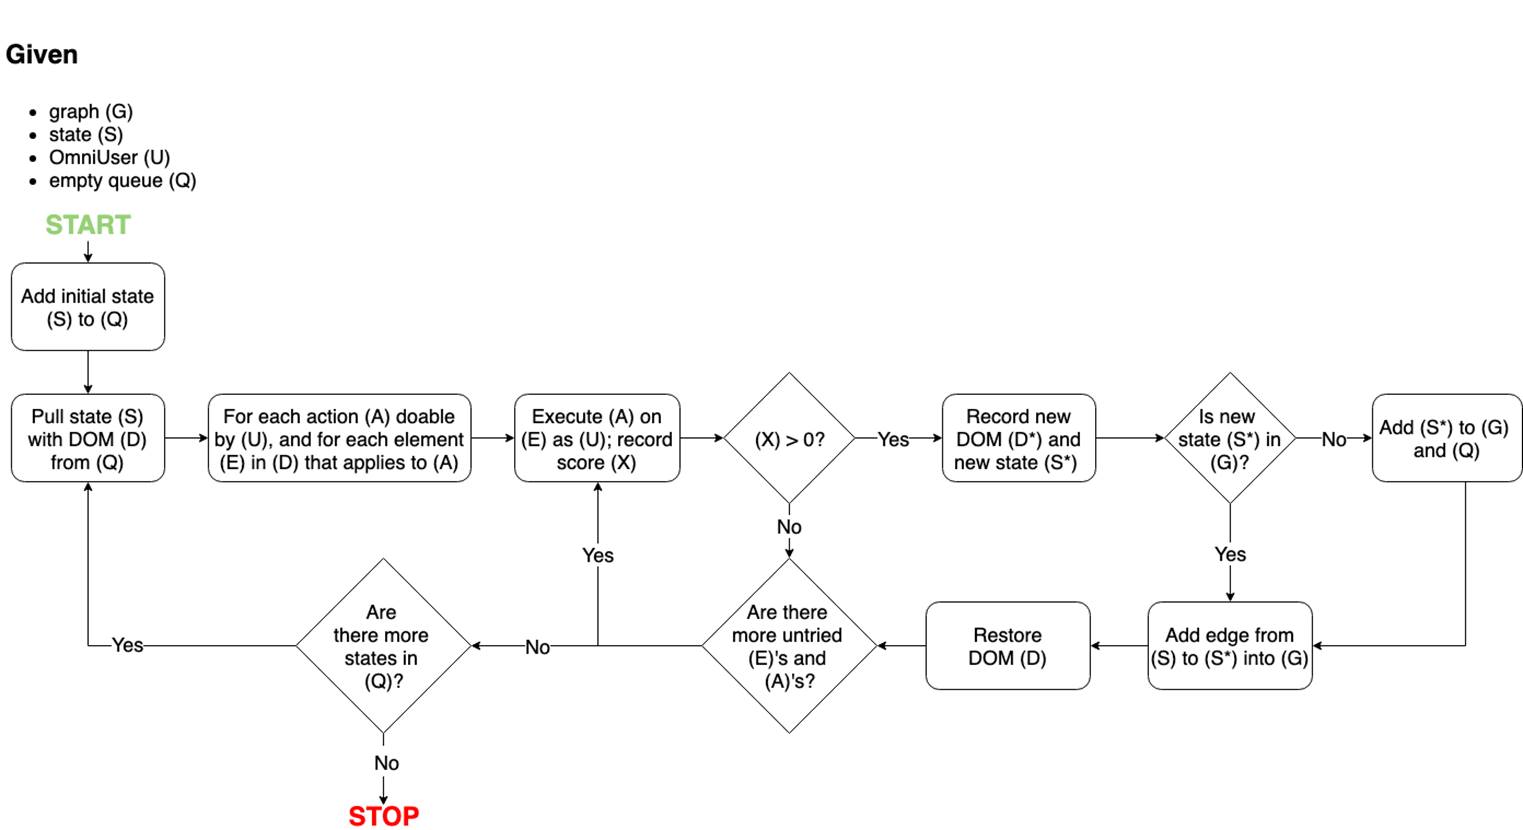 Given
• graph (G)
• state (S)
• OmniUser (U)
• empty queue (Q)
START
Add initial state
(S) to (Q)
Pull state (S)
with DOM (D)
from (Q)
For each action (A) doable
by (U), and for each element
(E) in (D) that applies to (A)
Execute (A) on
(E) as (U); record
score (X)
(X) > 0?
Yes
Record new
DOM (D*) and
new state (S*)
Is new
state (S*) in
(G)?
No
Add (S*) to (G)
and (Q)
No
Yes
Yes
Are
there more
states in
(Q)?
Yes
No
Are there
more untried
(E)'s and
(A)'s?
Restore
DOM (D)
Add edge from
(S) to (S*) into (G)
No
STOP